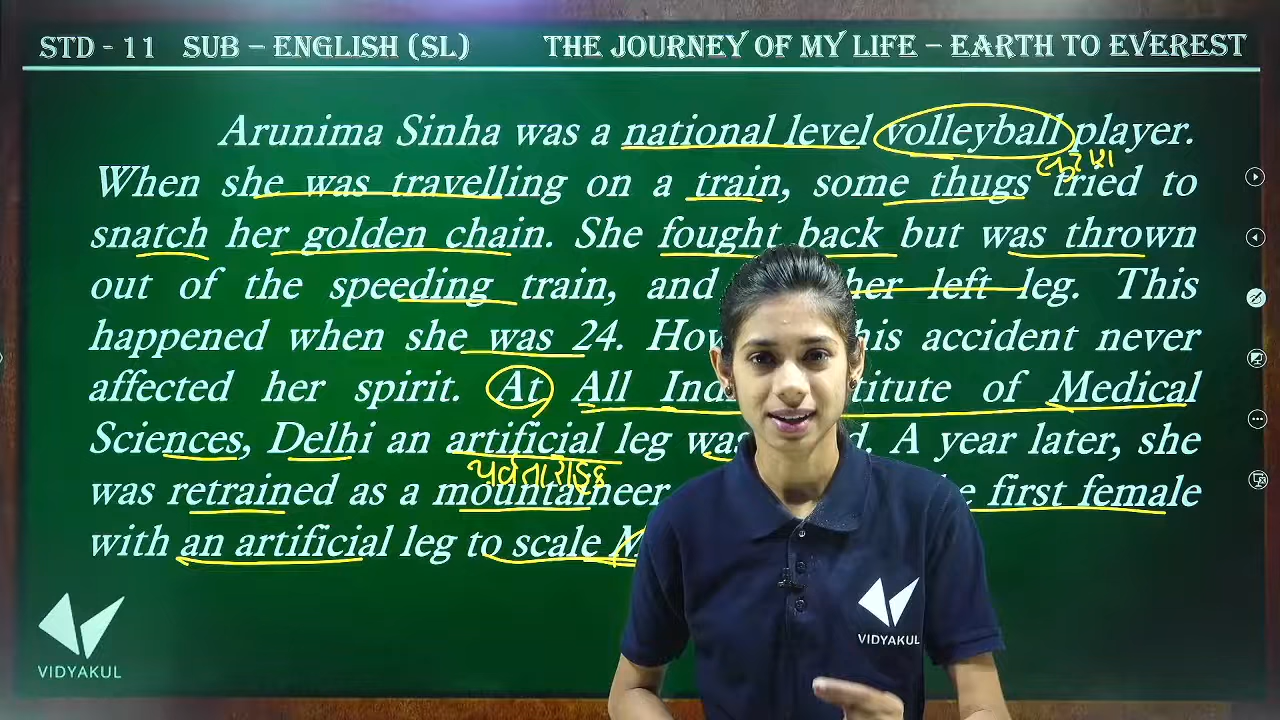 STD - 11 SUB – ENGLISH (SL) THE JOURNEY OF MY LIFE – EARTH TO EVEREST
Arunima Sinha was a national level volleyball player.
When she was travelling on a train, some thugs tried to
snatch her golden chain. She fought back but was thrown
out of the speeding train, and her left leg. This
happened when she was 24. accident never
affected her spirit. At All of Medical
Sciences, Delhi an artificial leg A year later, she
પર્વતારોહક
was retrained as a mountaineer first female
with an artificial leg to scale
VIDYAKUL
VIDYAKUL